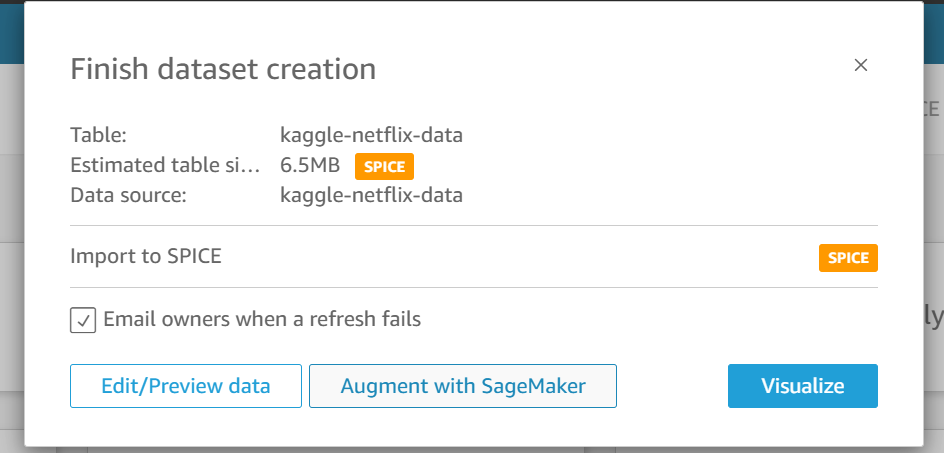 Finish dataset creation
Table: kaggle-netflix-data
Estimated table si... 6.5MB SPICE
Data source: kaggle-netflix-data
Import to SPICE SPICE
Email owners when a refresh fails
Edit/Preview data Augment with SageMaker Visualize